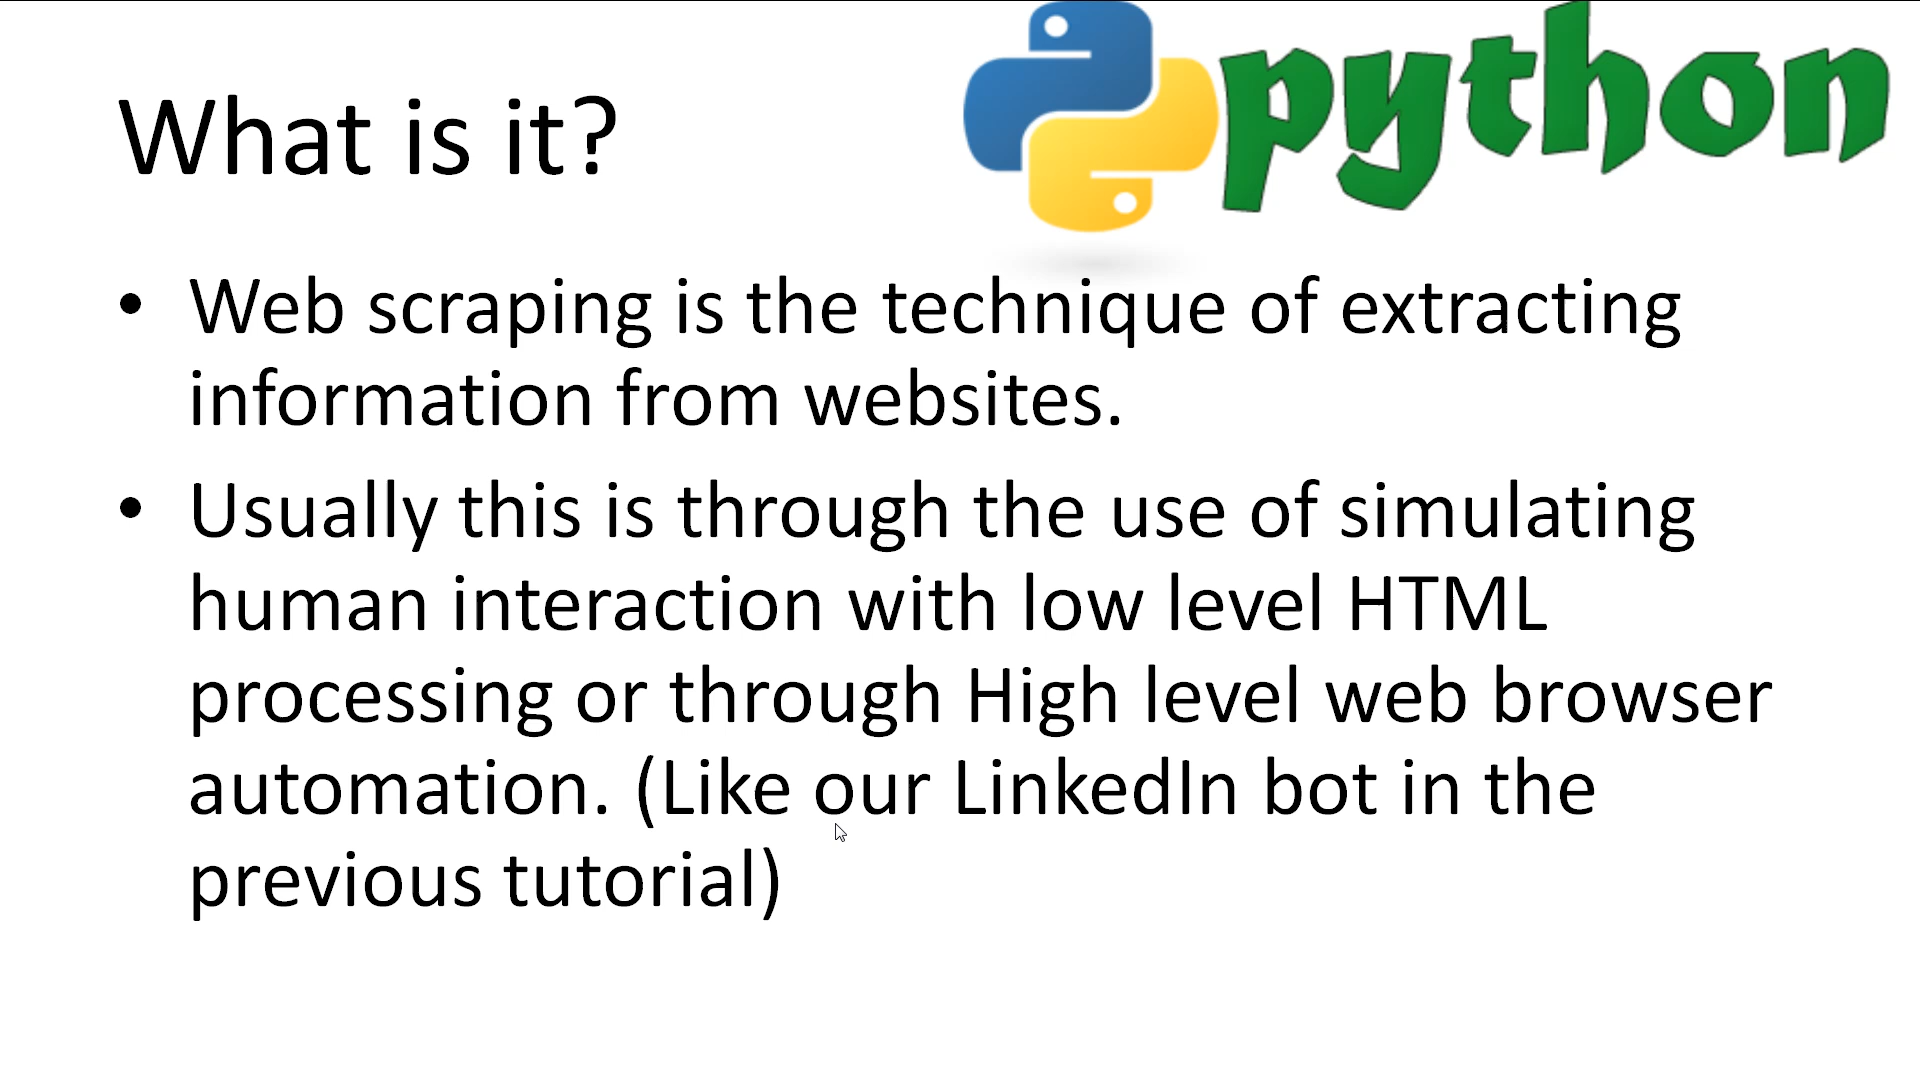 python
What is it?
• Web scraping is the technique of extracting
information from websites.
• Usually this is through the use of simulating
human interaction with low level HTML
processing or through High level web browser
automation. (Like our LinkedIn bot in the
previous tutorial)